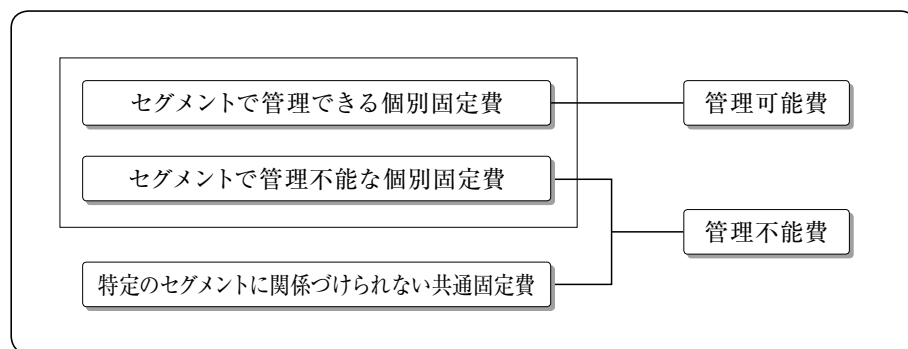 セグメントで管理できる個別固定費
管理可能費
セグメントで管理不能な個別固定費
管理不能費
特定のセグメントに関係づけられない共通固定費